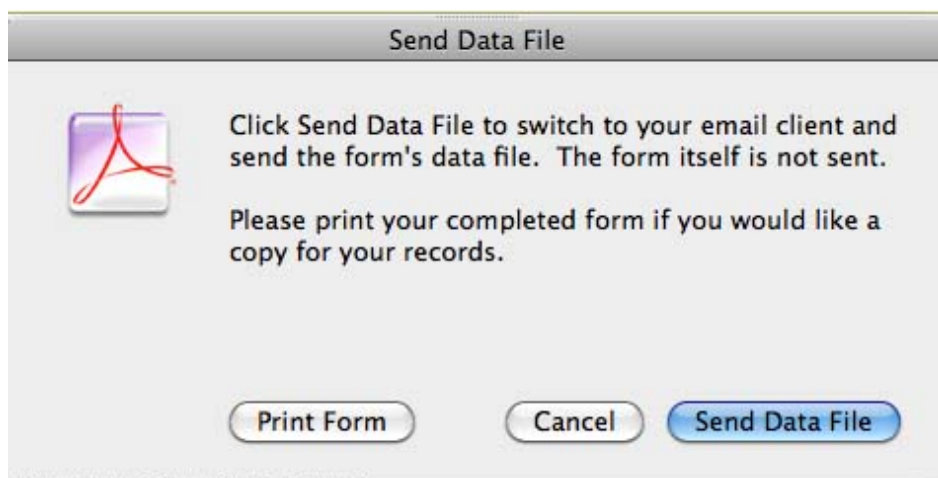 Send Data File
Click Send Data File to switch to your email client and
send the form's data file.  The form itself is not sent.
Please print your completed form if you would like a
copy for your records.
Print Form
Cancel
Send Data File